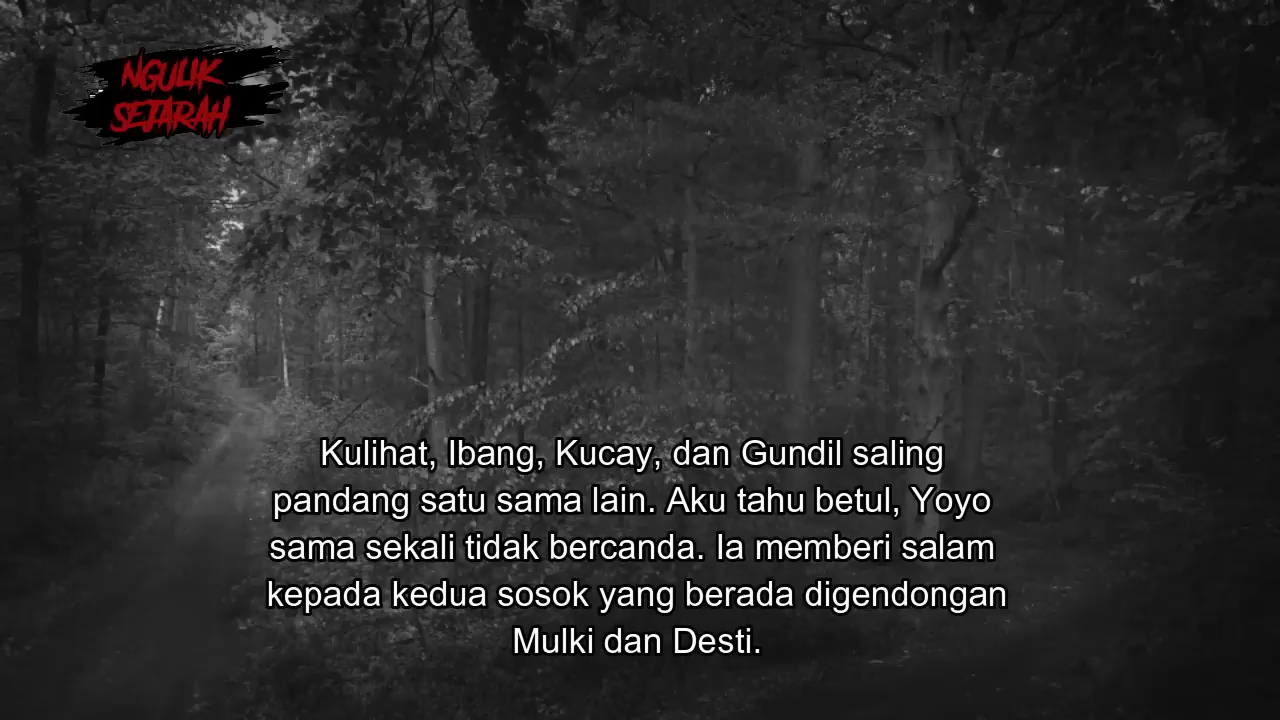 NGULIK
SEJARAH
Kulihat, Ibang, Kucay, dan Gundil saling
pandang satu sama lain. Aku tahu betul, Yoyo
sama sekali tidak bercanda. Ia memberi salam
kepada kedua sosok yang berada digendongan
Mulki dan Desti.